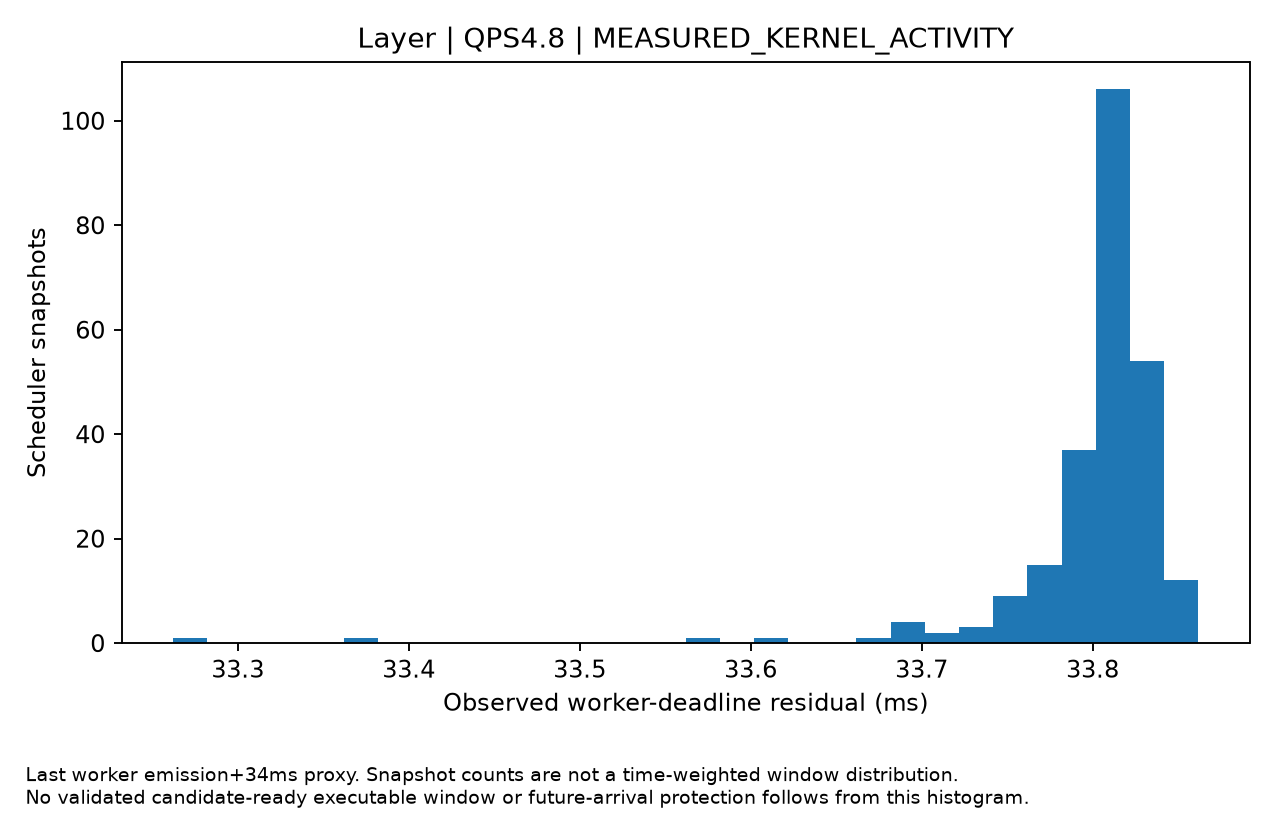 Layer | QPS4.8 | MEASURED_KERNEL_ACTIVITY
100
80
60
40
20
0
Scheduler snapshots
33.3 33.4 33.5 33.6 33.7 33.8
Observed worker-deadline residual (ms)
Last worker emission+34ms proxy. Snapshot counts are not a time-weighted window distribution.
No validated candidate-ready executable window or future-arrival protection follows from this histogram.